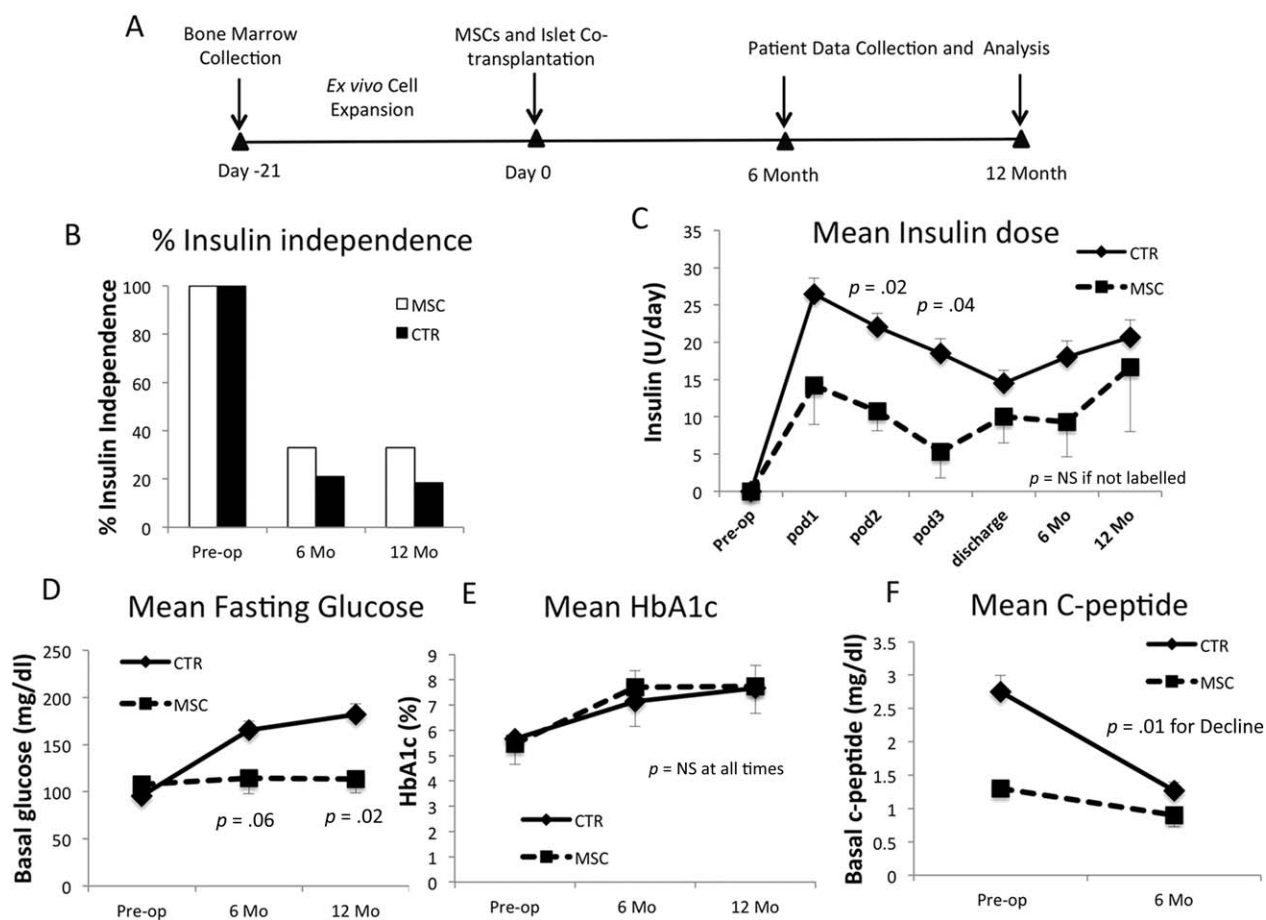 A
Bone Marrow
Collection
Ex vivo Cell
Expansion
MSCs and Islet Co-
transplantation
Patient Data Collection and Analysis
Day -21
Day 0
6 Month
12 Month
B
% Insulin independence
% Insulin Independence
100
80
60
40
20
0
MSC
CTR
Pre-op
6 Mo
12 Mo
C
Mean Insulin dose
Insulin (U/day)
35
30
25
20
15
10
5
0
CTR
MSC
p = .02
p = .04
p = NS if not labelled
Pre-op
pod1
pod2
pod3
discharge
6 Mo
12 Mo
D
Mean Fasting Glucose
Basal glucose (mg/dl)
250
200
150
100
50
0
CTR
MSC
p = .06
p = .02
Pre-op
6 Mo
12 Mo
E
Mean HbA1c
HbA1c (%)
9
8
7
6
5
4
3
2
1
0
p = NS at all times
CTR
MSC
Pre-op
6 Mo
12 Mo
F
Mean C-peptide
Basal c-peptide (mg/dl)
3.5
3
2.5
2
1.5
1
0.5
0
CTR
MSC
p = .01 for Decline
Pre-op
6 Mo